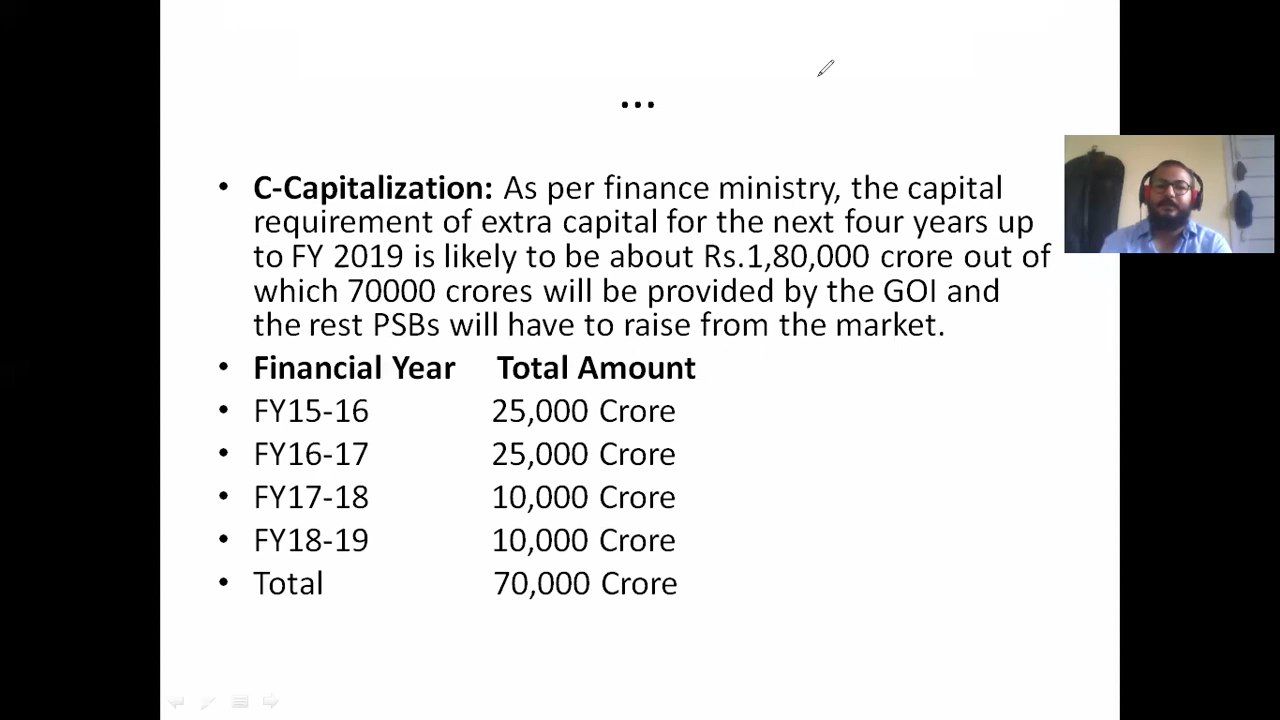 ...
• C-Capitalization: As per finance ministry, the capital
requirement of extra capital for the next four years up
to FY 2019 is likely to be about Rs.1,80,000 crore out of
which 70000 crores will be provided by the GOI and
the rest PSBs will have to raise from the market.
• Financial Year Total Amount
• FY15-16 25,000 Crore
• FY16-17 25,000 Crore
• FY17-18 10,000 Crore
• FY18-19 10,000 Crore
• Total 70,000 Crore